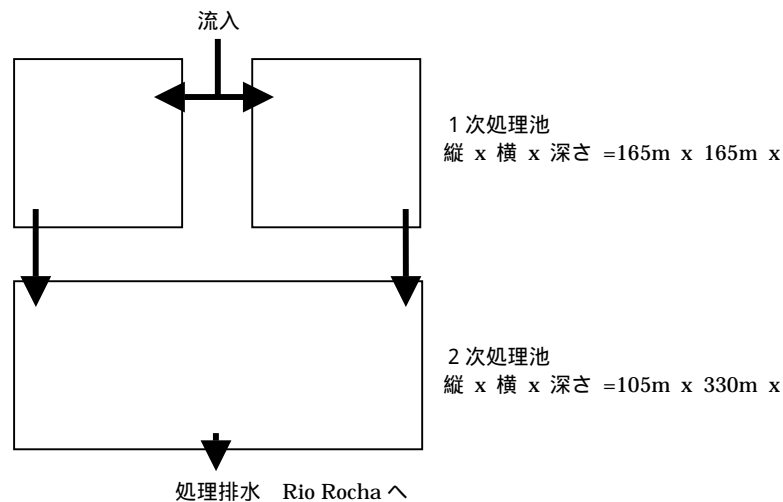 流入
1次処理池
縦 x 横 x 深さ =165m x 165m x
2次処理池
縦 x 横 x 深さ =105m x 330m x
処理排水　Rio Rocha へ